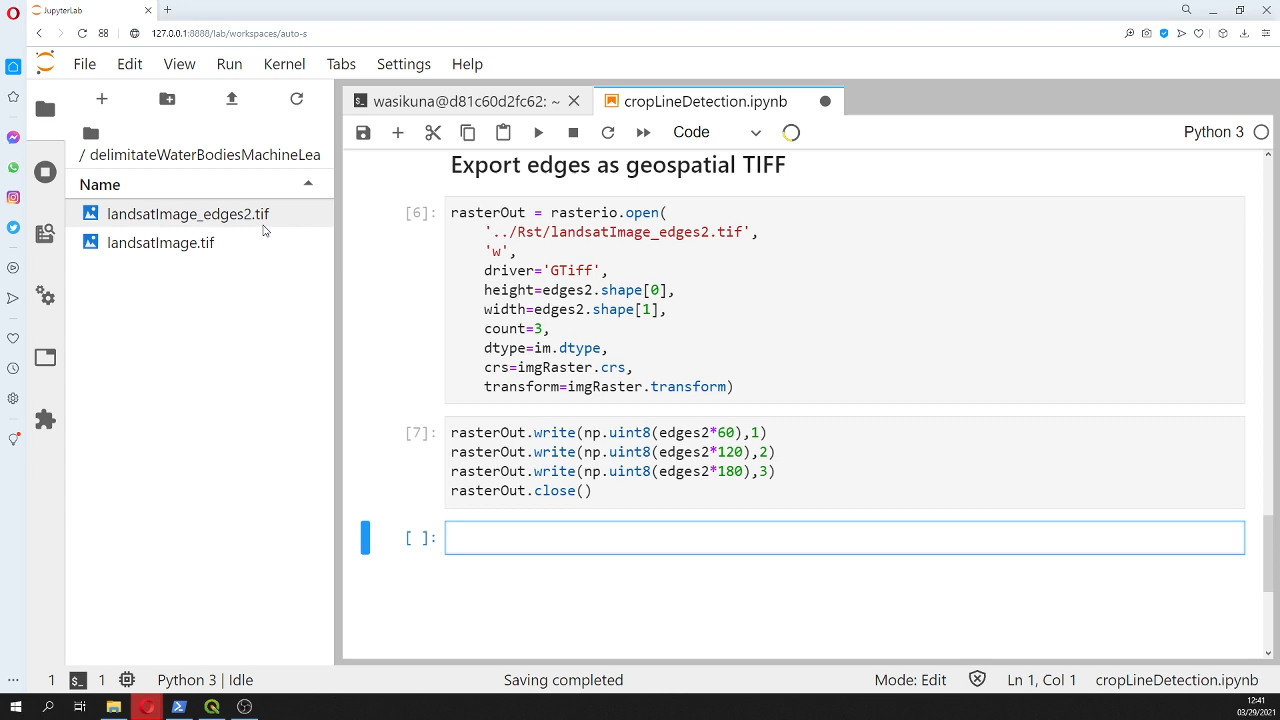 JupyterLab
127.0.0.1:8888/lab/workspaces/auto-s
88
File Edit View Run Kernel Tabs Settings Help
wasikuna@d81c60d2fc62: ~
cropLineDetection.ipynb
Code
Python 3
/ delimitateWaterBodiesMachineLea
Name
landsatImage_edges2.tif
landsatImage.tif
Export edges as geospatial TIFF
[6]:
rasterOut = rasterio.open(
'../Rst/landsatImage_edges2.tif',
'w',
driver='GTiff',
height=edges2.shape[0],
width=edges2.shape[1],
count=3,
dtype=im.dtype,
crs=imgRaster.crs,
transform=imgRaster.transform)
[7]:
rasterOut.write(np.uint8(edges2*60),1)
rasterOut.write(np.uint8(edges2*120),2)
rasterOut.write(np.uint8(edges2*180),3)
rasterOut.close()
[ ]:
1 $_ 1 Python 3 | Idle Saving completed Mode: Edit Ln 1, Col 1 cropLineDetection.ipynb
12:41
03/29/2021